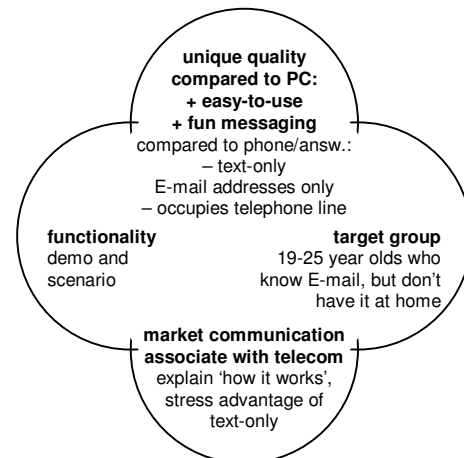 unique quality
compared to PC:
+ easy-to-use
+ fun messaging
compared to phone/answ.:
– text-only
E-mail addresses only
– occupies telephone line
functionality
demo and
scenario
target group
19-25 year olds who
know E-mail, but don't
have it at home
market communication
associate with telecom
explain ‘how it works’,
stress advantage of
text-only